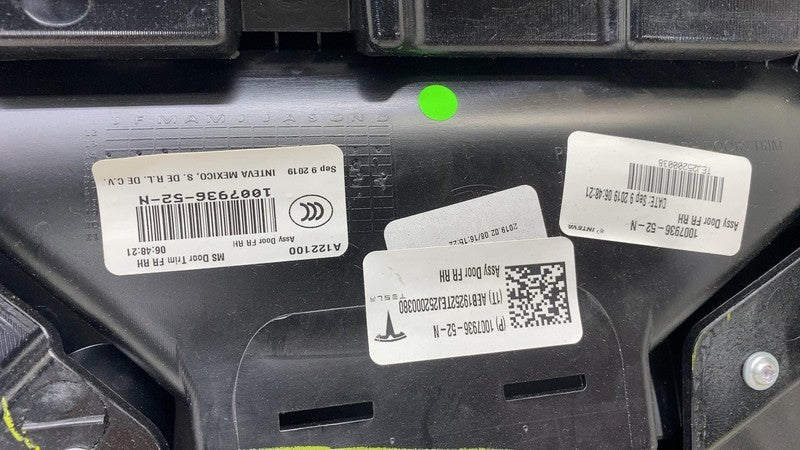 J F M A M J J A S O N D
A122100
MS Door Trim FR RH
06:48:21
Assy Door FR RH
1007936-52-N
INTEVA MEXICO, S. DE R.L. DE C.V.
Sep 9 2019
2019 02 08/16:22
(P) 1007936-52-N
(1T) AEB19252TEJ252000380
Assy Door FR RH
TESLA
1007936-52-N
INTEVA
Assy Door FR RH
DATE: Sep 9 2019 06:48:21
TEJ25200038